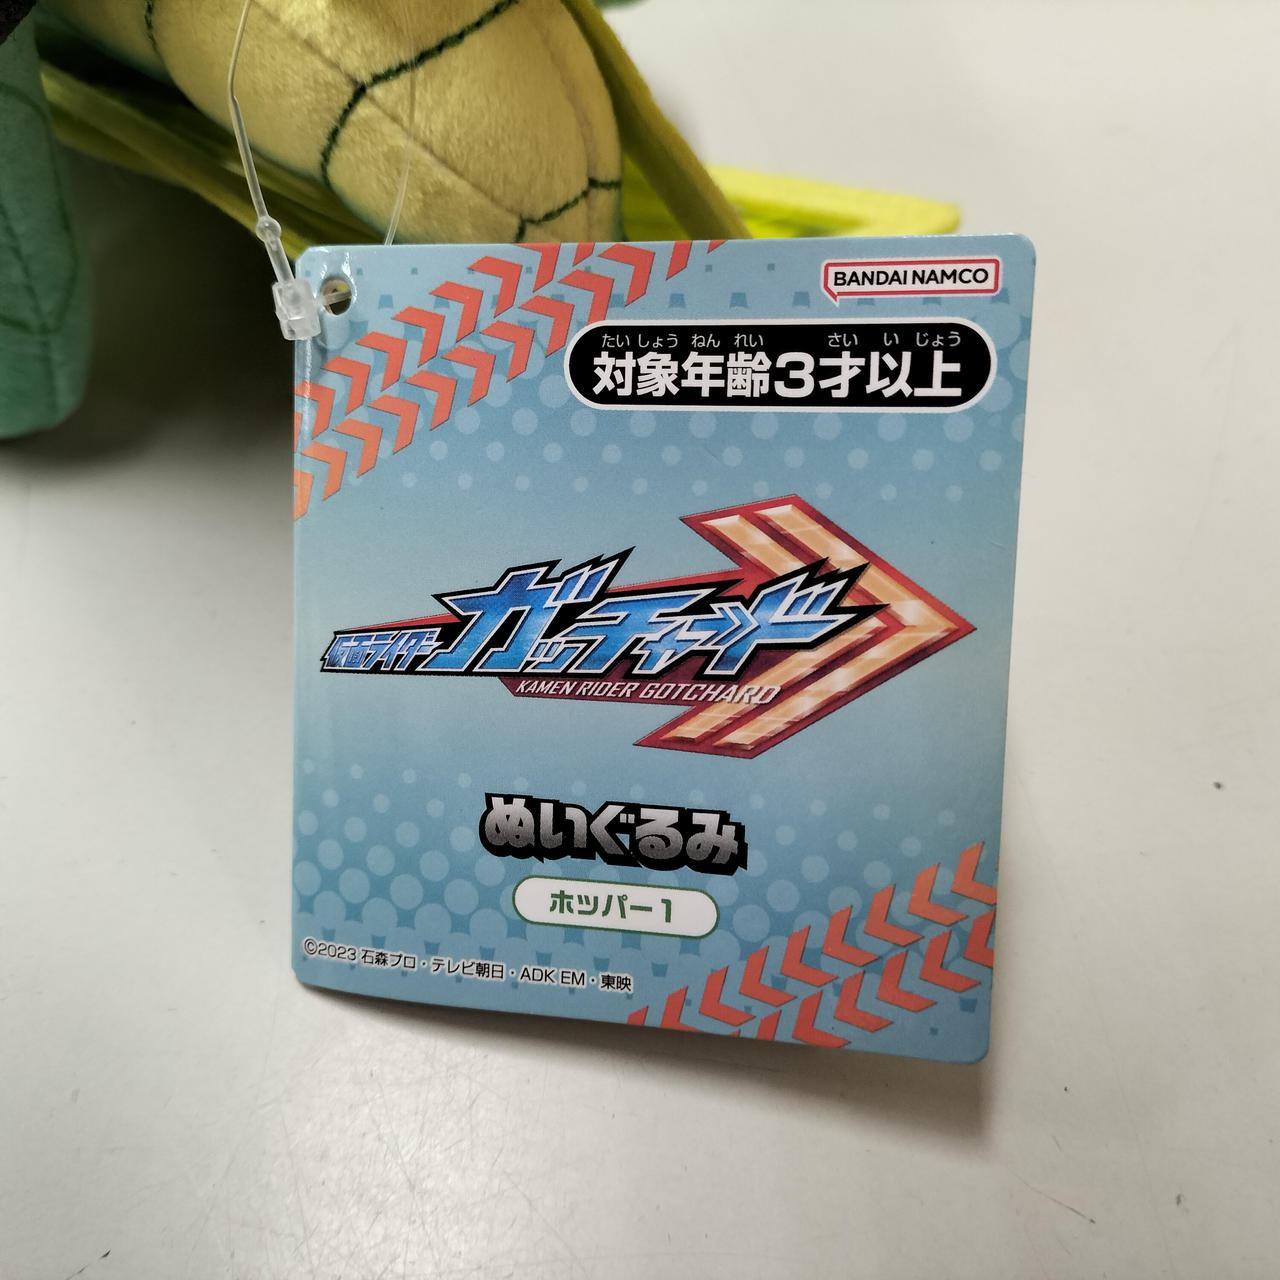 BANDAI NAMCO
たいしょう ねん れい さい い じょう
対象年齢3才以上
仮面ライダー
ガッチャード
KAMEN RIDER GOTCHARD
ぬいぐるみ
ホッパー1
©2023 石森プロ・テレビ朝日・ADK EM・東映